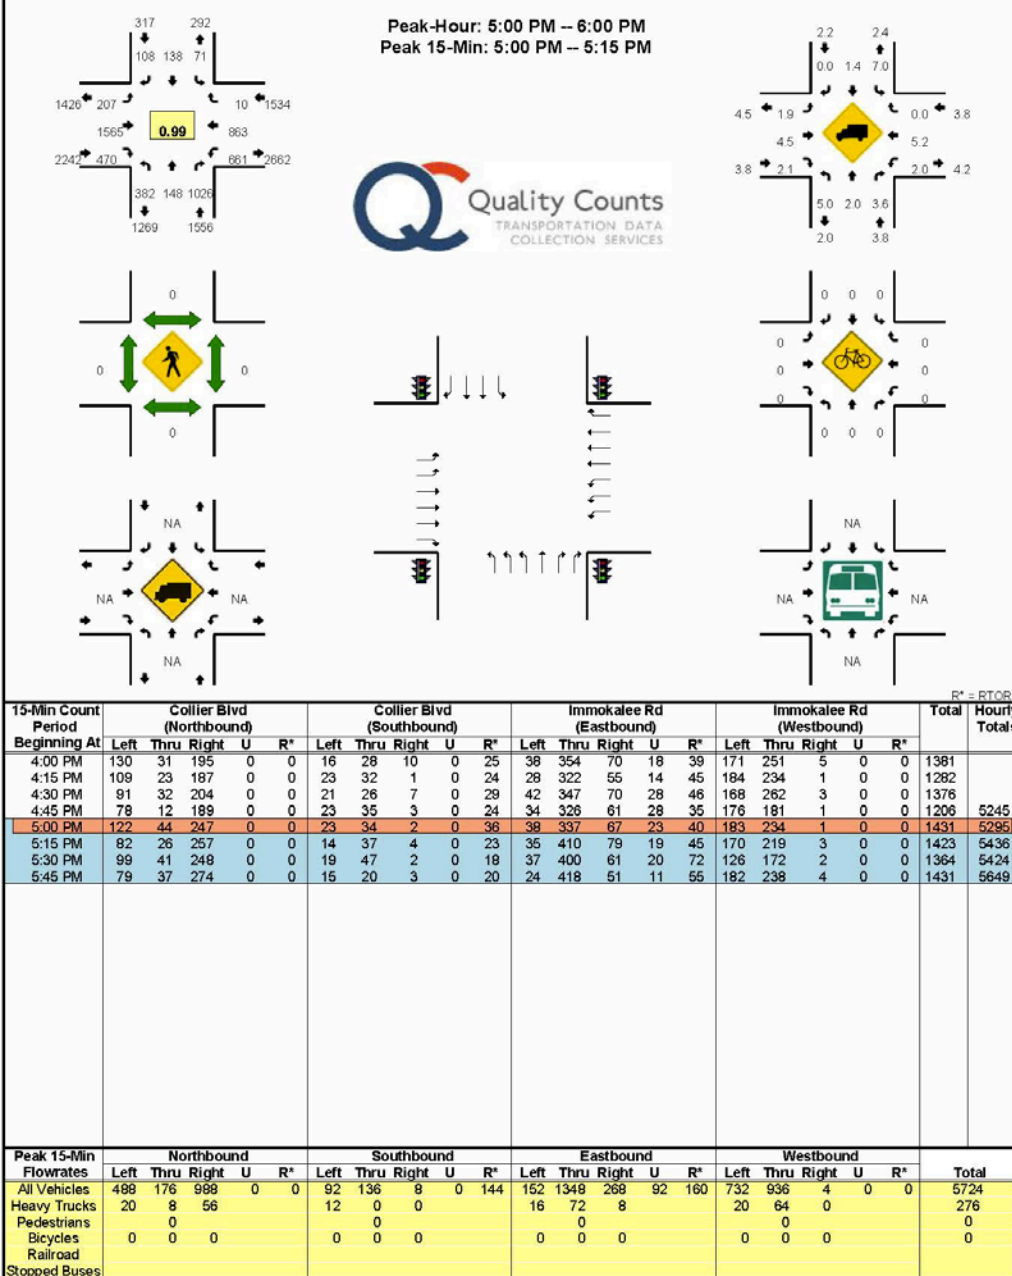 Peak-Hour: 5:00 PM -- 6:00 PM
Peak 15-Min: 5:00 PM -- 5:15 PM
317 292
108 138 71
1426 207 10 1534
1565 0.99 863
2242 470 661 2662
382 148 1026
1269 1556
2.2 2.4
0.0 1.4 7.0
4.5 1.9 0.0 3.8
4.5 5.2
3.8 2.1 2.0 4.2
5.0 2.0 3.6
2.0 3.8
QC Quality Counts
TRANSPORTATION DATA
COLLECTION SERVICES
0
0 0
0
0 0 0
0 0
0 0
0 0
0 0 0
NA
NA NA
NA
NA
NA NA
NA
R* = RTOR
15-Min Count Period Beginning At Collier Blvd (Northbound) Collier Blvd (Southbound) Immokalee Rd (Eastbound) Immokalee Rd (Westbound) Total Hourly Totals
Left Thru Right U R* Left Thru Right U R* Left Thru Right U R* Left Thru Right U R*
4:00 PM 130 31 195 0 0 16 28 10 0 25 38 354 70 18 39 171 251 5 0 0 1381
4:15 PM 109 23 187 0 0 23 32 1 0 24 28 322 55 14 45 184 234 1 0 0 1282
4:30 PM 91 32 204 0 0 21 26 7 0 29 42 347 70 28 46 168 262 3 0 0 1376
4:45 PM 78 12 189 0 0 23 35 3 0 24 34 326 61 28 35 176 181 1 0 0 1206 5245
5:00 PM 122 44 247 0 0 23 34 2 0 36 38 337 67 23 40 183 234 1 0 0 1431 5295
5:15 PM 82 26 257 0 0 14 37 4 0 23 35 410 79 19 45 170 219 3 0 0 1423 5436
5:30 PM 99 41 248 0 0 19 47 2 0 18 37 400 61 20 72 126 172 2 0 0 1364 5424
5:45 PM 79 37 274 0 0 15 20 3 0 20 24 418 51 11 55 182 238 4 0 0 1431 5649
Peak 15-Min Flowrates Northbound Southbound Eastbound Westbound Total
Left Thru Right U R* Left Thru Right U R* Left Thru Right U R* Left Thru Right U R*
All Vehicles 488 176 988 0 0 92 136 8 0 144 152 1348 268 92 160 732 936 4 0 0 5724
Heavy Trucks 20 8 56 12 0 0 16 72 8 20 64 0 276
Pedestrians 0 0 0 0 0
Bicycles 0 0 0 0 0 0 0 0 0 0 0 0 0
Railroad
Stopped Buses